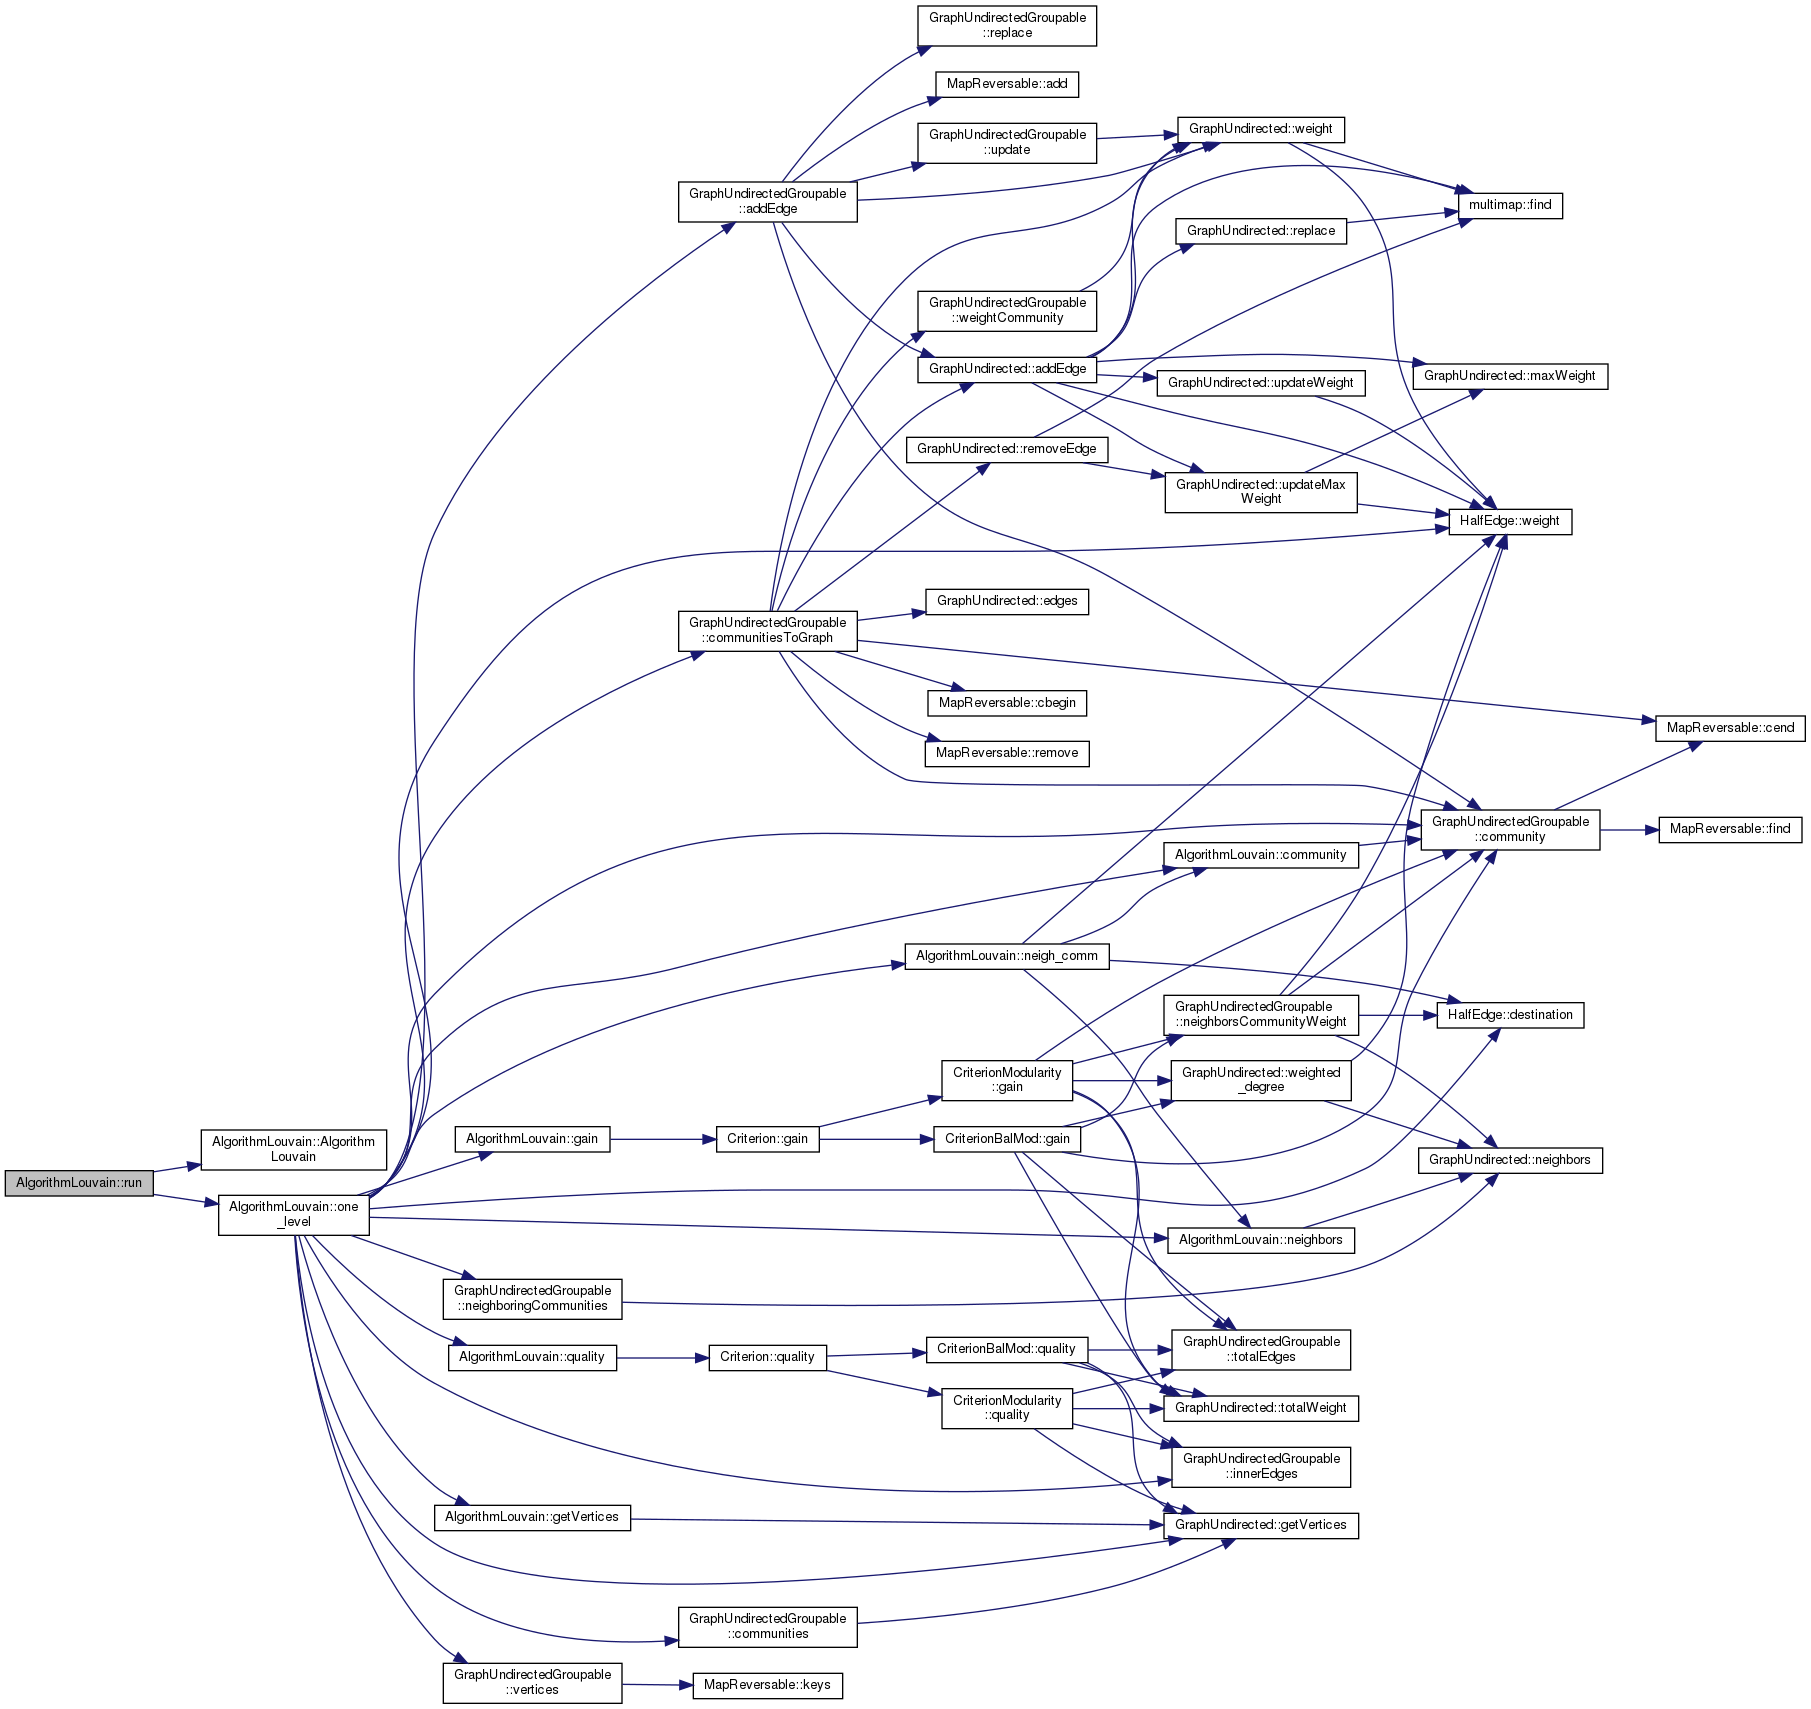 GraphUndirectedGroupable
::replace
MapReversable::add
GraphUndirectedGroupable
::update
GraphUndirected::weight
GraphUndirectedGroupable
::addEdge
multimap::find
GraphUndirected::replace
GraphUndirectedGroupable
::weightCommunity
GraphUndirected::addEdge
GraphUndirected::updateWeight
GraphUndirected::maxWeight
GraphUndirected::removeEdge
GraphUndirected::updateMax
Weight
HalfEdge::weight
GraphUndirected::edges
GraphUndirectedGroupable
::communitiesToGraph
MapReversable::cbegin
MapReversable::remove
MapReversable::cend
GraphUndirectedGroupable
::community
MapReversable::find
AlgorithmLouvain::community
AlgorithmLouvain::neigh_comm
GraphUndirectedGroupable
::neighborsCommunityWeight
HalfEdge::destination
CriterionModularity
::gain
GraphUndirected::weighted
_degree
AlgorithmLouvain::Algorithm
Louvain
AlgorithmLouvain::gain
Criterion::gain
CriterionBalMod::gain
GraphUndirected::neighbors
AlgorithmLouvain::run
AlgorithmLouvain::one
_level
AlgorithmLouvain::neighbors
GraphUndirectedGroupable
::neighboringCommunities
AlgorithmLouvain::quality
Criterion::quality
CriterionBalMod::quality
GraphUndirectedGroupable
::totalEdges
CriterionModularity
::quality
GraphUndirected::totalWeight
GraphUndirectedGroupable
::innerEdges
AlgorithmLouvain::getVertices
GraphUndirected::getVertices
GraphUndirectedGroupable
::communities
GraphUndirectedGroupable
::vertices
MapReversable::keys